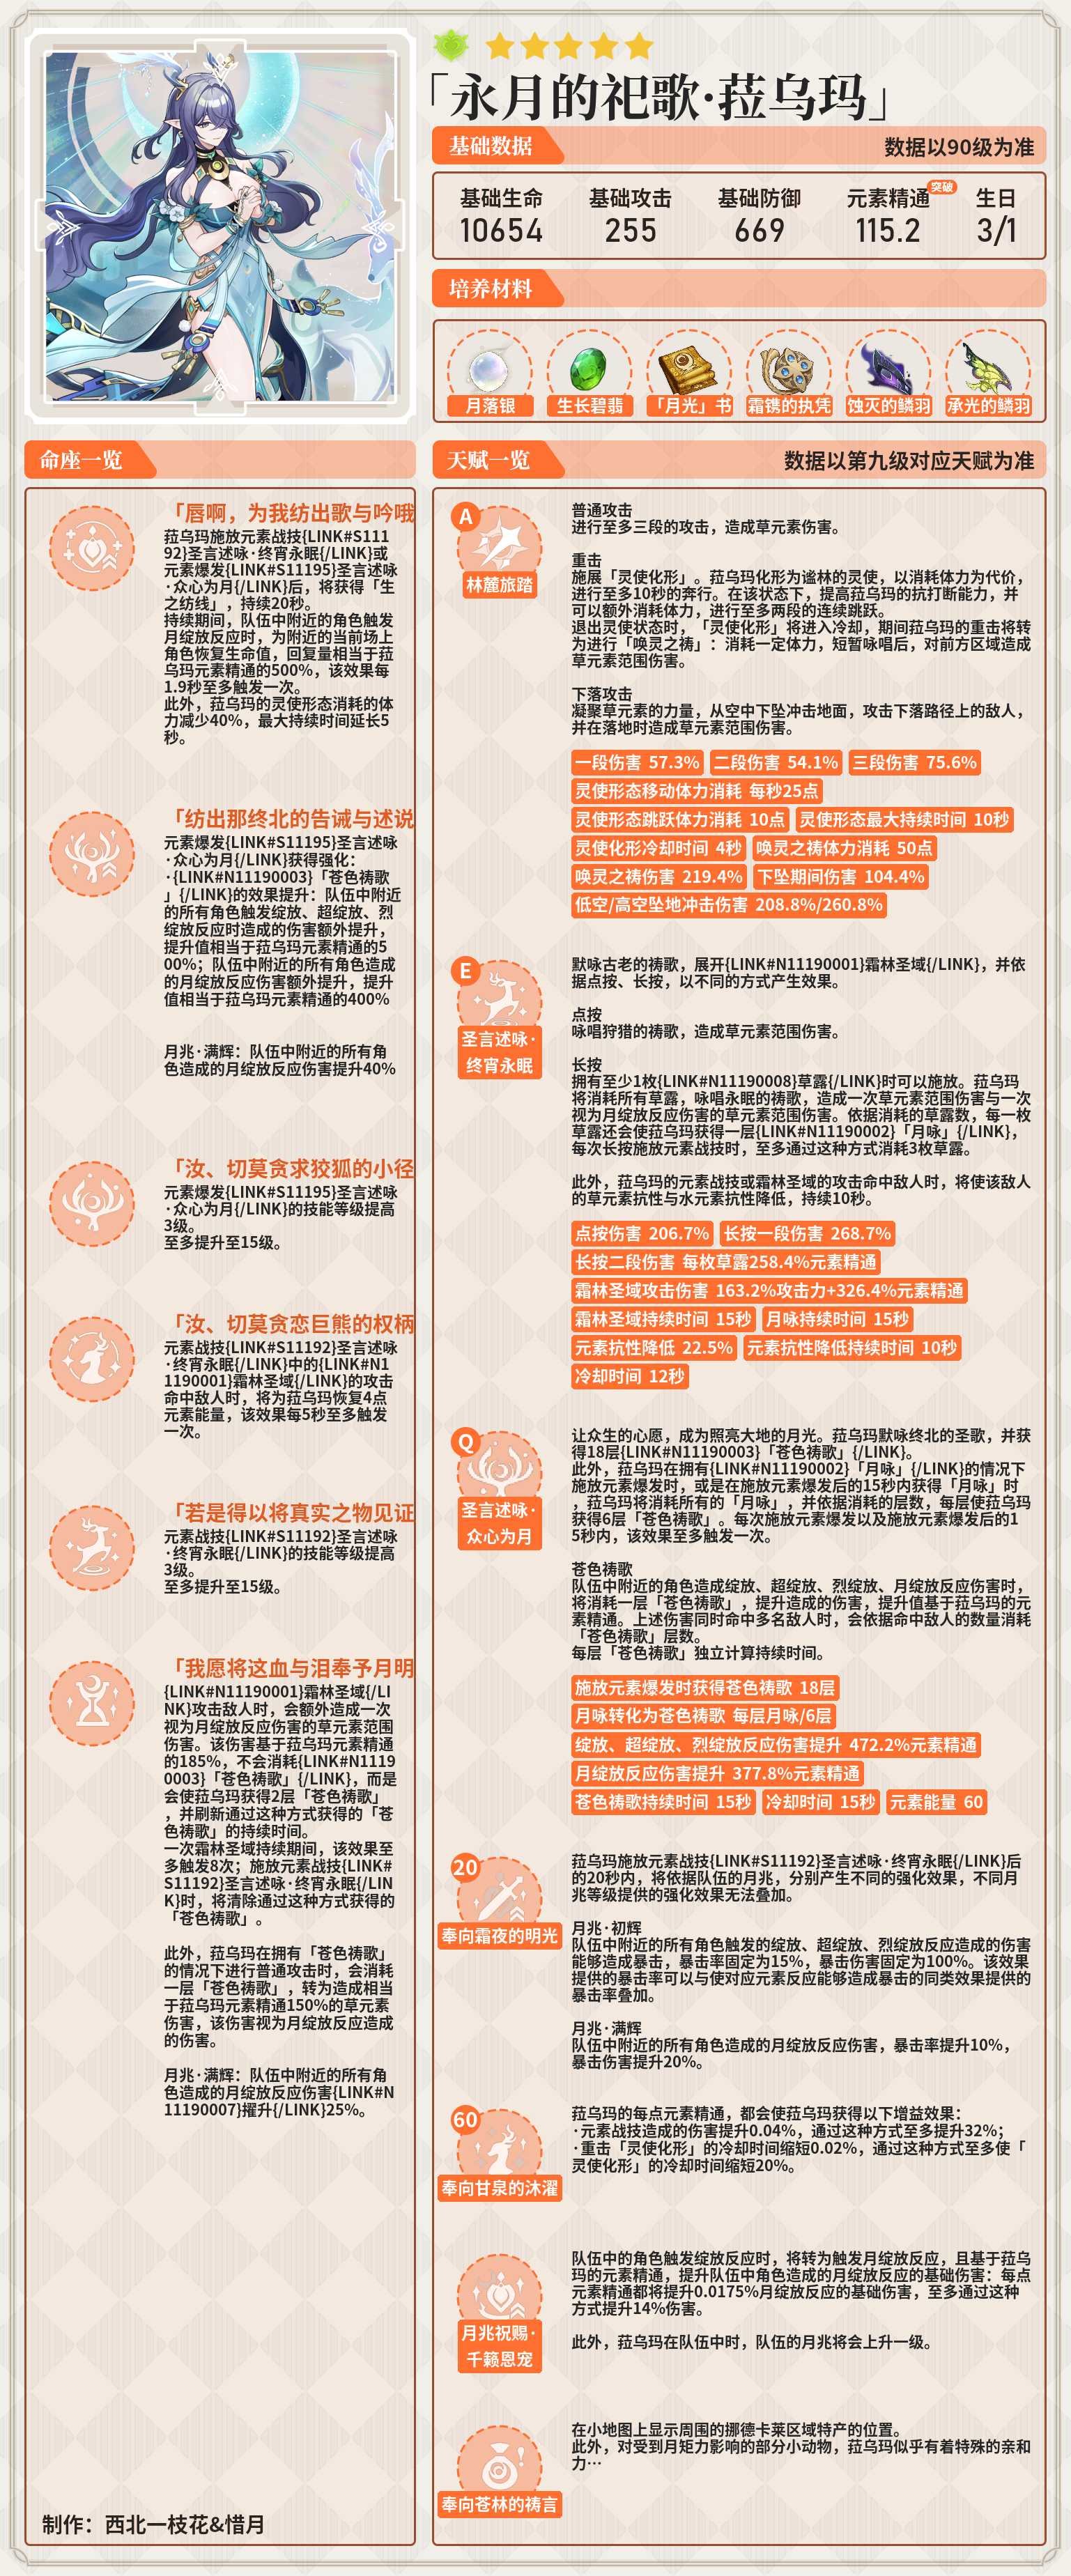 「永月的祀歌·菈乌玛」
基础数据
数据以90级为准
基础生命
基础攻击
基础防御
元素精通
突破
生日
10654
255
669
115.2
3/1
培养材料
月落银
生长碧翡
「月光」书
霜镌的执凭
蚀灭的鳞羽
承光的鳞羽
命座一览
「唇啊，为我纺出歌与吟哦
菈乌玛施放元素战技{LINK#S111
92}圣言述咏·终宵永眠{/LINK}或
元素爆发{LINK#S11195}圣言述咏
·众心为月{/LINK}后，将获得「生
之纺线」，持续20秒。
持续期间，队伍中附近的角色触发
月绽放反应时，为附近的当前场上
角色恢复生命值，回复量相当于菈
乌玛元素精通的500%，该效果每
1.9秒至多触发一次。
此外，菈乌玛的灵使形态消耗的体
力减少40%，最大持续时间延长5
秒。
「纺出那终北的告诫与述说
元素爆发{LINK#S11195}圣言述咏
·众心为月{/LINK}获得强化：
·{LINK#N11190003}「苍色祷歌
」{/LINK}的效果提升：队伍中附近
的所有角色触发绽放、超绽放、烈
绽放反应时造成的伤害额外提升，
提升值相当于菈乌玛元素精通的5
00%；队伍中附近的所有角色造成
的月绽放反应伤害额外提升，提升
值相当于菈乌玛元素精通的400%
月兆·满辉：队伍中附近的所有角
色造成的月绽放反应伤害提升40%
「汝、切莫贪求狡狐的小径
元素爆发{LINK#S11195}圣言述咏
·众心为月{/LINK}的技能等级提高
3级。
至多提升至15级。
「汝、切莫贪恋巨熊的权柄
元素战技{LINK#S11192}圣言述咏
·终宵永眠{/LINK}中的{LINK#N1
1190001}霜林圣域{/LINK}的攻击
命中敌人时，将为菈乌玛恢复4点
元素能量，该效果每5秒至多触发
一次。
「若是得以将真实之物见证
元素战技{LINK#S11192}圣言述咏
·终宵永眠{/LINK}的技能等级提高
3级。
至多提升至15级。
「我愿将这血与泪奉予月明
{LINK#N11190001}霜林圣域{/LI
NK}攻击敌人时，会额外造成一次
视为月绽放反应伤害的草元素范围
伤害。该伤害基于菈乌玛元素精通
的185%，不会消耗{LINK#N1119
0003}「苍色祷歌」{/LINK}，而是
会使菈乌玛获得2层「苍色祷歌」
，并刷新通过这种方式获得的「苍
色祷歌」的持续时间。
一次霜林圣域持续期间，该效果至
多触发8次；施放元素战技{LINK#
S11192}圣言述咏·终宵永眠{/LIN
K}时，将清除通过这种方式获得的
「苍色祷歌」。
此外，菈乌玛在拥有「苍色祷歌」
的情况下进行普通攻击时，会消耗
一层「苍色祷歌」，转为造成相当
于菈乌玛元素精通150%的草元素
伤害，该伤害视为月绽放反应造成
的伤害。
月兆·满辉：队伍中附近的所有角
色造成的月绽放反应伤害{LINK#N
11190007}擢升{/LINK}25%。
制作：西北一枝花&惜月
天赋一览
数据以第九级对应天赋为准
A
林麓旅踏
普通攻击
进行至多三段的攻击，造成草元素伤害。
重击
施展「灵使化形」。菈乌玛化形为谧林的灵使，以消耗体力为代价，
进行至多10秒的奔行。在该状态下，提高菈乌玛的抗打断能力，并
可以额外消耗体力，进行至多两段的连续跳跃。
退出灵使状态时，「灵使化形」将进入冷却，期间菈乌玛的重击将转
为进行「唤灵之祷」：消耗一定体力，短暂咏唱后，对前方区域造成
草元素范围伤害。
下落攻击
凝聚草元素的力量，从空中下坠冲击地面，攻击下落路径上的敌人，
并在落地时造成草元素范围伤害。
一段伤害 57.3% 二段伤害 54.1% 三段伤害 75.6%
灵使形态移动体力消耗 每秒25点
灵使形态跳跃体力消耗 10点 灵使形态最大持续时间 10秒
灵使化形冷却时间 4秒 唤灵之祷体力消耗 50点
唤灵之祷伤害 219.4% 下坠期间伤害 104.4%
低空/高空坠地冲击伤害 208.8%/260.8%
E
圣言述咏·
终宵永眠
默咏古老的祷歌，展开{LINK#N11190001}霜林圣域{/LINK}，并依
据点按、长按，以不同的方式产生效果。
点按
咏唱狩猎的祷歌，造成草元素范围伤害。
长按
拥有至少1枚{LINK#N11190008}草露{/LINK}时可以施放。菈乌玛
将消耗所有草露，咏唱永眠的祷歌，造成一次草元素范围伤害与一次
视为月绽放反应伤害的草元素范围伤害。依据消耗的草露数，每一枚
草露还会使菈乌玛获得一层{LINK#N11190002}「月咏」{/LINK}，
每次长按施放元素战技时，至多通过这种方式消耗3枚草露。
此外，菈乌玛的元素战技或霜林圣域的攻击命中敌人时，将使该敌人
的草元素抗性与水元素抗性降低，持续10秒。
点按伤害 206.7% 长按一段伤害 268.7%
长按二段伤害 每枚草露258.4%元素精通
霜林圣域攻击伤害 163.2%攻击力+326.4%元素精通
霜林圣域持续时间 15秒 月咏持续时间 15秒
元素抗性降低 22.5% 元素抗性降低持续时间 10秒
冷却时间 12秒
Q
圣言述咏·
众心为月
让众生的心愿，成为照亮大地的月光。菈乌玛默咏终北的圣歌，并获
得18层{LINK#N11190003}「苍色祷歌」{/LINK}。
此外，菈乌玛在拥有{LINK#N11190002}「月咏」{/LINK}的情况下
施放元素爆发时，或是在施放元素爆发后的15秒内获得「月咏」时
，菈乌玛将消耗所有的「月咏」，并依据消耗的层数，每层使菈乌玛
获得6层「苍色祷歌」。每次施放元素爆发以及施放元素爆发后的1
5秒内，该效果至多触发一次。
苍色祷歌
队伍中附近的角色造成绽放、超绽放、烈绽放、月绽放反应伤害时，
将消耗一层「苍色祷歌」，提升造成的伤害，提升值基于菈乌玛的元
素精通。上述伤害同时命中多名敌人时，会依据命中敌人的数量消耗
「苍色祷歌」层数。
每层「苍色祷歌」独立计算持续时间。
施放元素爆发时获得苍色祷歌 18层
月咏转化为苍色祷歌 每层月咏/6层
绽放、超绽放、烈绽放反应伤害提升 472.2%元素精通
月绽放反应伤害提升 377.8%元素精通
苍色祷歌持续时间 15秒 冷却时间 15秒 元素能量 60
20
奉向霜夜的明光
菈乌玛施放元素战技{LINK#S11192}圣言述咏·终宵永眠{/LINK}后
的20秒内，将依据队伍的月兆，分别产生不同的强化效果，不同月
兆等级提供的强化效果无法叠加。
月兆·初辉
队伍中附近的所有角色触发的绽放、超绽放、烈绽放反应造成的伤害
能够造成暴击，暴击率固定为15%，暴击伤害固定为100%。该效果
提供的暴击率可以与使对应元素反应能够造成暴击的同类效果提供的
暴击率叠加。
月兆·满辉
队伍中附近的所有角色造成的月绽放反应伤害，暴击率提升10%，
暴击伤害提升20%。
60
奉向甘泉的沐濯
菈乌玛的每点元素精通，都会使菈乌玛获得以下增益效果：
·元素战技造成的伤害提升0.04%，通过这种方式至多提升32%；
·重击「灵使化形」的冷却时间缩短0.02%，通过这种方式至多使「
灵使化形」的冷却时间缩短20%。
月兆祝赐·
千籁恩宠
队伍中的角色触发绽放反应时，将转为触发月绽放反应，且基于菈乌
玛的元素精通，提升队伍中角色造成的月绽放反应的基础伤害：每点
元素精通都将提升0.0175%月绽放反应的基础伤害，至多通过这种
方式提升14%伤害。
此外，菈乌玛在队伍中时，队伍的月兆将会上升一级。
奉向苍林的祷言
在小地图上显示周围的挪德卡莱区域特产的位置。
此外，对受到月矩力影响的部分小动物，菈乌玛似乎有着特殊的亲和
力…